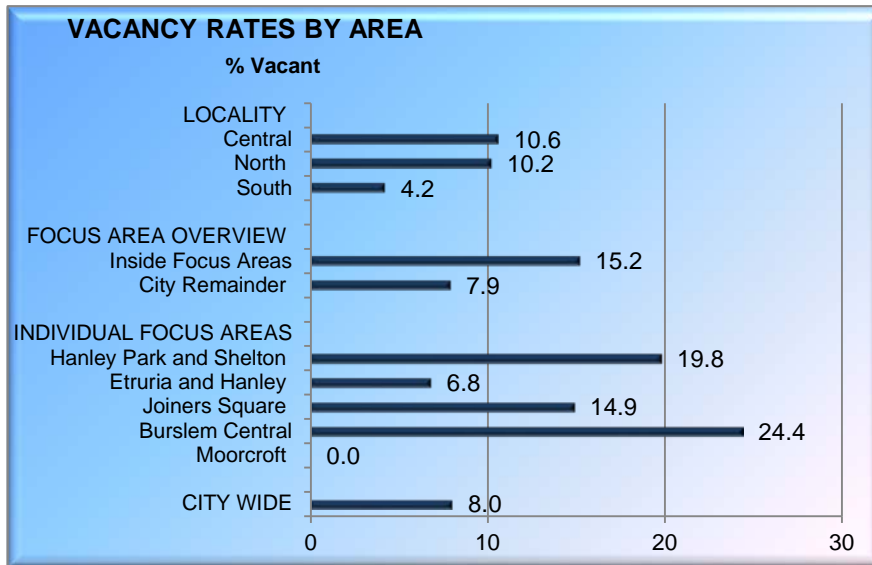 VACANCY RATES BY AREA
% Vacant
LOCALITY
Central 10.6
North 10.2
South 4.2
FOCUS AREA OVERVIEW
Inside Focus Areas 15.2
City Remainder 7.9
INDIVIDUAL FOCUS AREAS
Hanley Park and Shelton 19.8
Etruria and Hanley 6.8
Joiners Square 14.9
Burslem Central 24.4
Moorcroft 0.0
CITY WIDE 8.0
0 10 20 30